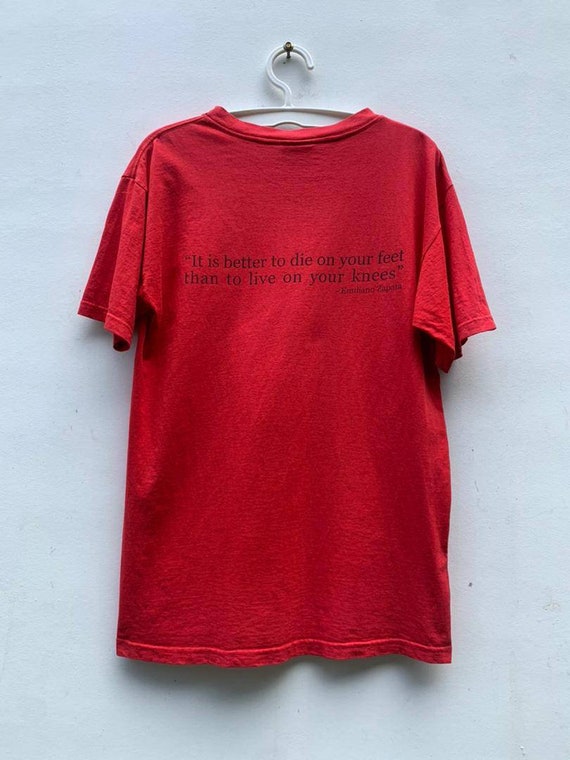 “It is better to die on your feet
than to live on your knees”
-Emiliano Zapata